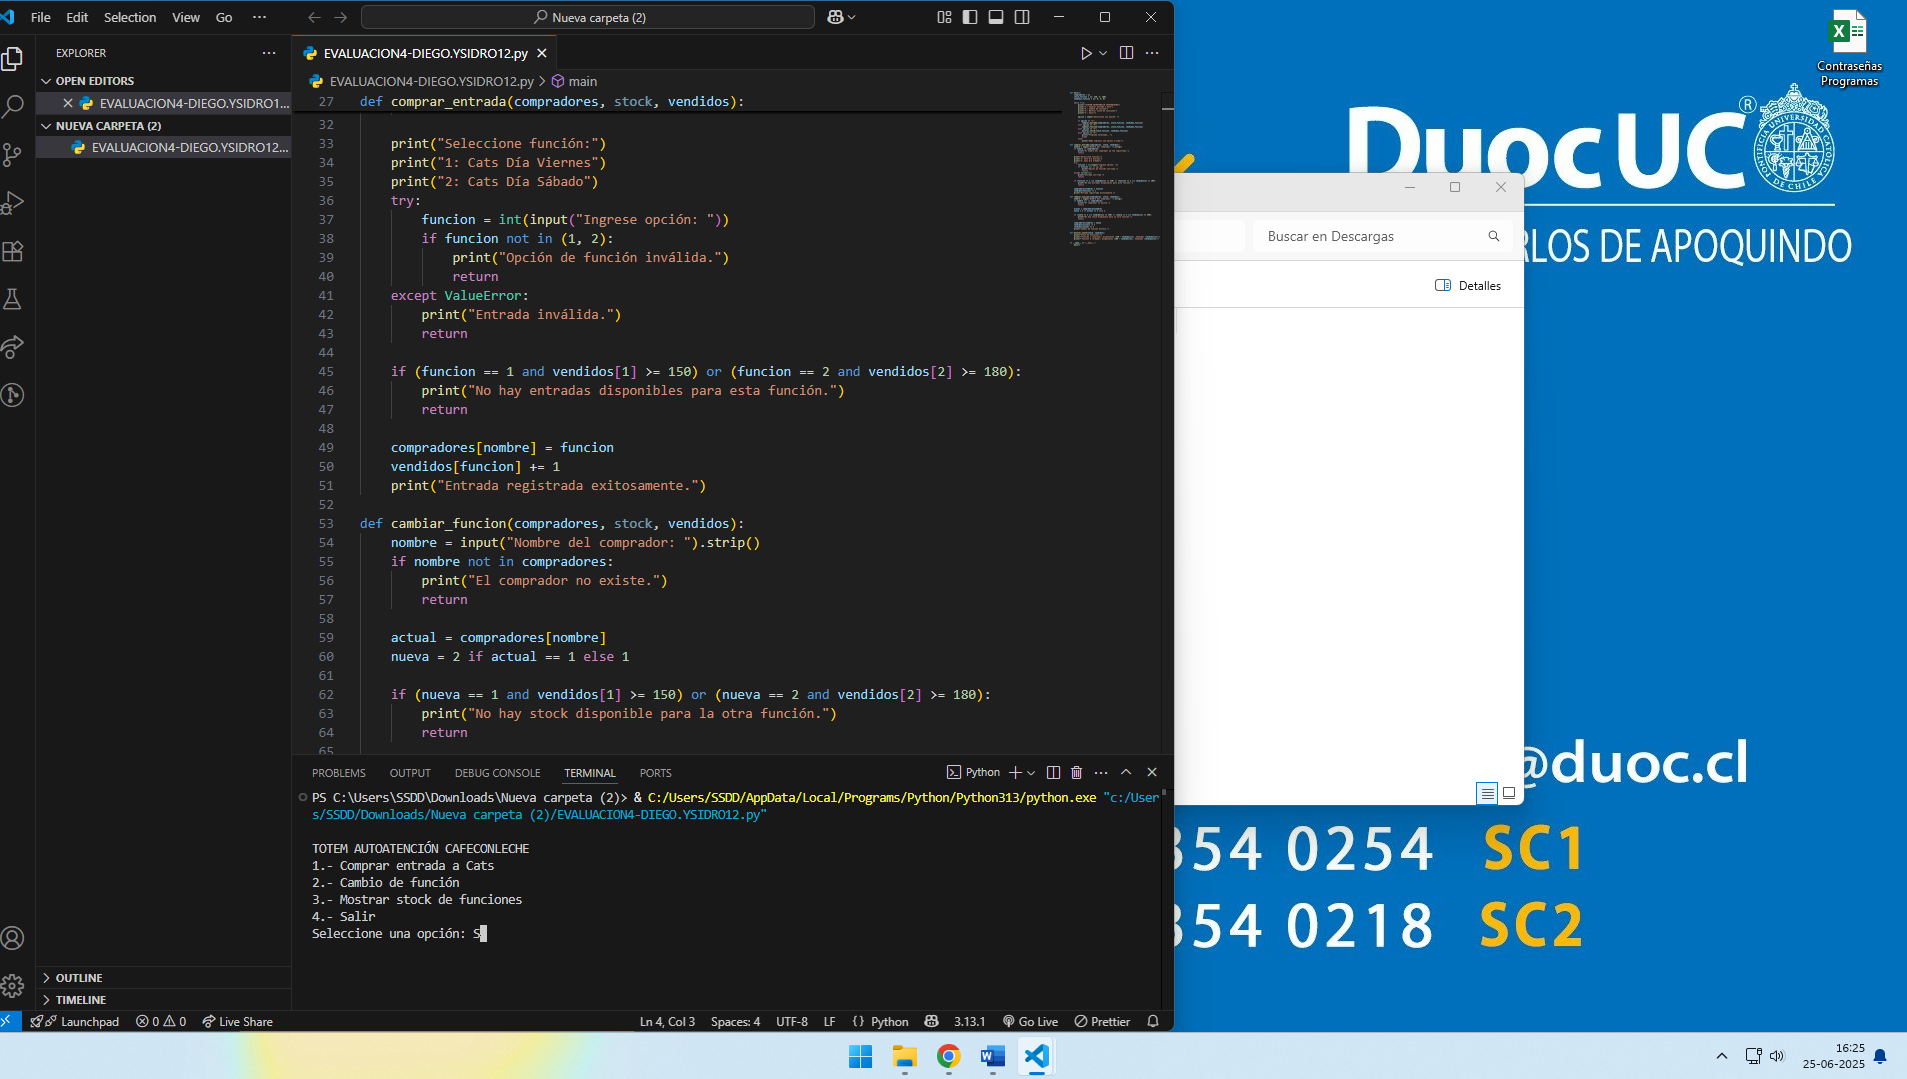 File Edit Selection View Go ···
Nueva carpeta (2)
EXPLORER
OPEN EDITORS
EVALUACION4-DIEGO.YSIDRO1...
NUEVA CARPETA (2)
EVALUACION4-DIEGO.YSIDRO12...
OUTLINE
TIMELINE
EVALUACION4-DIEGO.YSIDRO12.py
EVALUACION4-DIEGO.YSIDRO12.py > main
27 def comprar_entrada(compradores, stock, vendidos):
32
33 print("Seleccione función:")
34 print("1: Cats Día Viernes")
35 print("2: Cats Día Sábado")
36 try:
37 funcion = int(input("Ingrese opción: "))
38 if funcion not in (1, 2):
39 print("Opción de función inválida.")
40 return
41 except ValueError:
42 print("Entrada inválida.")
43 return
44
45 if (funcion == 1 and vendidos[1] >= 150) or (funcion == 2 and vendidos[2] >= 180):
46 print("No hay entradas disponibles para esta función.")
47 return
48
49 compradores[nombre] = funcion
50 vendidos[funcion] += 1
51 print("Entrada registrada exitosamente.")
52
53 def cambiar_funcion(compradores, stock, vendidos):
54 nombre = input("Nombre del comprador: ").strip()
55 if nombre not in compradores:
56 print("El comprador no existe.")
57 return
58
59 actual = compradores[nombre]
60 nueva = 2 if actual == 1 else 1
61
62 if (nueva == 1 and vendidos[1] >= 150) or (nueva == 2 and vendidos[2] >= 180):
63 print("No hay stock disponible para la otra función.")
64 return
65
PROBLEMS OUTPUT DEBUG CONSOLE TERMINAL PORTS
Python
PS C:\Users\SSDD\Downloads\Nueva carpeta (2)> & C:/Users/SSDD/AppData/Local/Programs/Python/Python313/python.exe "c:/User
s/SSDD/Downloads/Nueva carpeta (2)/EVALUACION4-DIEGO.YSIDRO12.py"
TOTEM AUTOATENCIÓN CAFECONLECHE
1.- Comprar entrada a Cats
2.- Cambio de función
3.- Mostrar stock de funciones
4.- Salir
Seleccione una opción: S
Launchpad 0 0 Live Share
Ln 4, Col 3 Spaces: 4 UTF-8 LF {} Python 3.13.1 Go Live Prettier
Buscar en Descargas
Detalles
Contraseñas
Programas
DuocUC®
PONTIFICIA UNIVERSIDAD CATOLICA DE CHILE
RLOS DE APOQUINDO
@duoc.cl
354 0254 SC1
354 0218 SC2
16:25
25-06-2025